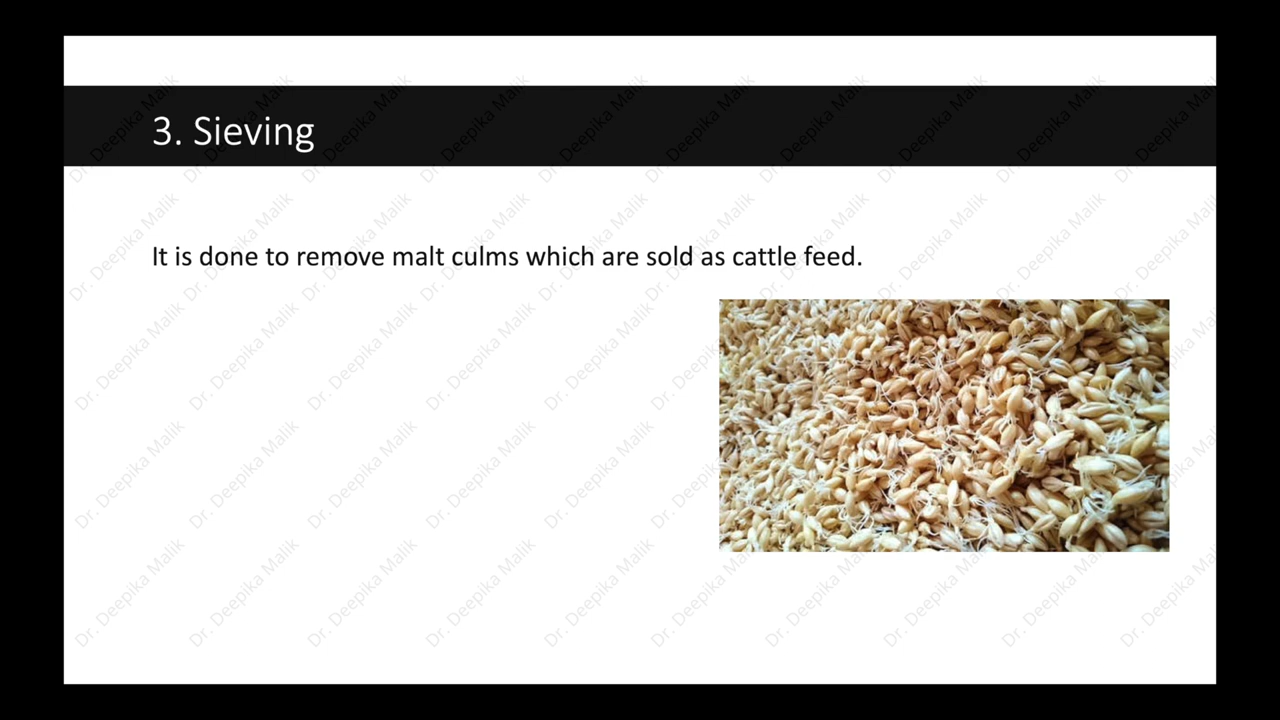 3. Sieving
It is done to remove malt culms which are sold as cattle feed.
Dr. Deepika Malik